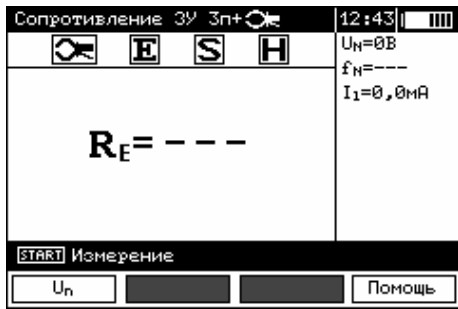 Сопротивление ЗУ 3п+ 12:43
E S H
UN=0В
fN=---
I1=0,0мА
RE= ---
START Измерение
Un Помощь